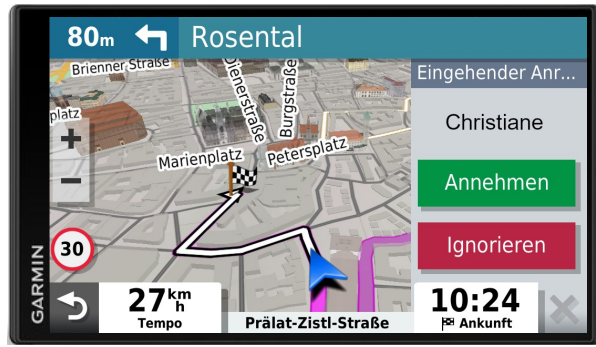 80m Rosental
Brienner Straße
Dienerstraße
Burgstraße
platz
Marienplatz
Petersplatz
+
-
30
GARMIN
27 km
h
Tempo
Prälat-Zistl-Straße
10:24
Ankunft
Eingehender Anr...
Christiane
Annehmen
Ignorieren